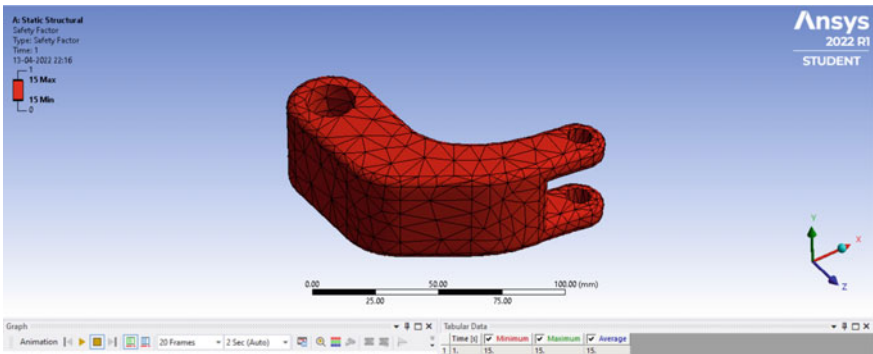 A: Static Structural
Safety Factor
Type: Safety Factor
Time: 1
13-04-2022 22:16
1
15 Max
15 Min
0
Ansys
2022 R1
STUDENT
Y
X
Z
0.00 50.00 100.00 (mm)
25.00 75.00
Graph
Animation 20 Frames 2 Sec (Auto)
Tabular Data
Time [s] Minimum Maximum Average
1 1. 15. 15. 15.